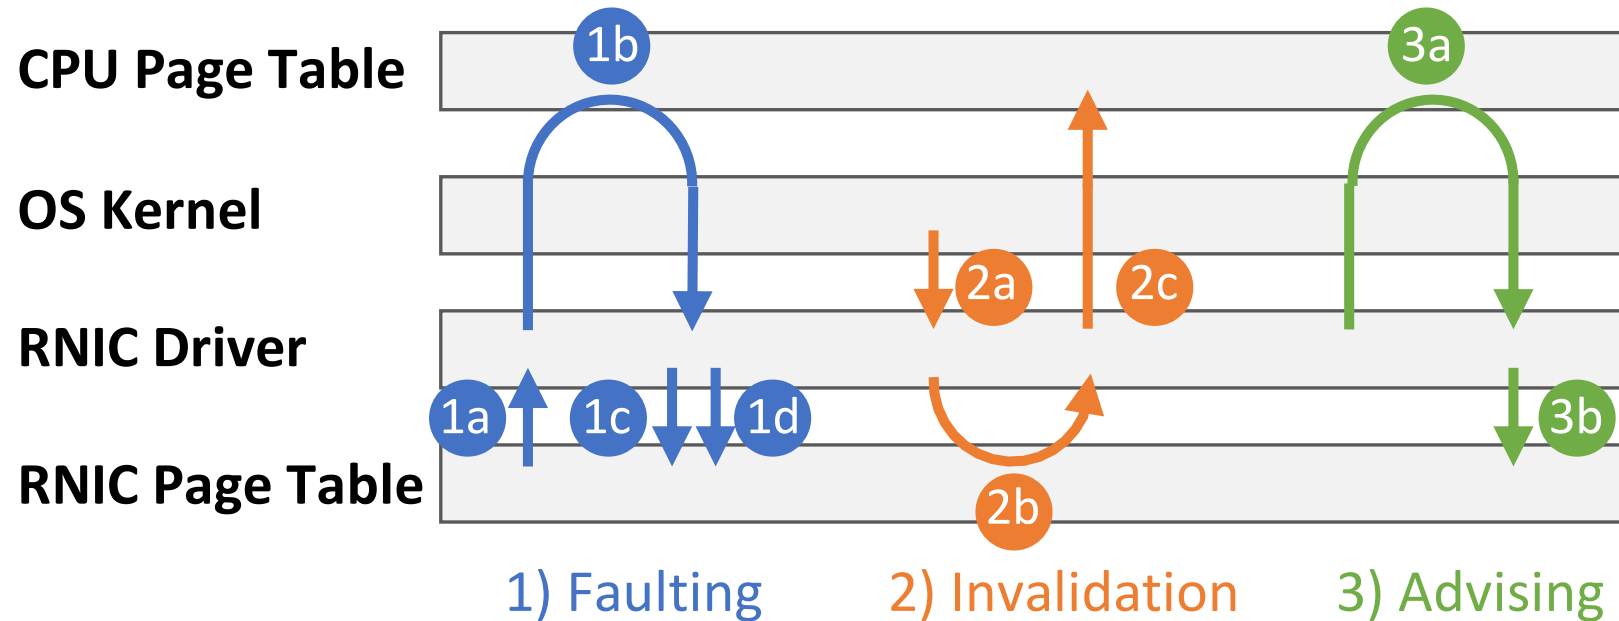 CPU Page Table
1b
3a
OS Kernel
2a
2c
RNIC Driver
1a
1c
1d
3b
RNIC Page Table
2b
1) Faulting
2) Invalidation
3) Advising